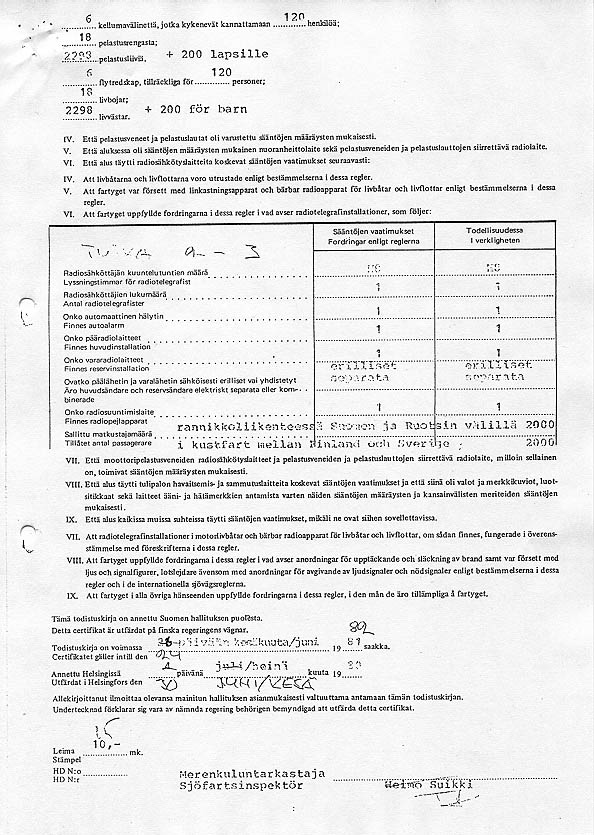 6 kelluntavälinettä, jotka kykenevät kannattamaan 120 henkilöä;
18 pelastusrengasta;
2293 pelastusliiviä. + 200 lapsille
6 flytredskap, tillräckliga för 120 personer;
18 livbojar;
2298 livvästar. + 200 för barn
IV. Että pelastusveneet ja pelastuslautat oli varustettu sääntöjen määräysten mukaisesti.
V. Että aluksessa oli sääntöjen määräysten mukainen nuoranheittolaite sekä pelastusveneiden ja pelastuslauttojen siirrettävä radiolaite.
VI. Että alus täytti radiosähkötyslaitteita koskevat sääntöjen vaatimukset seuraavasti:
IV. Att livbåtarna och livflottarna voro utrustade enligt bestämmelserna i dessa regler.
V. Att fartyget var försett med linkastningsapparat och bärbar radioapparat för livbåtar och livflottar enligt bestämmelserna i dessa
regler.
VI. Att fartyget uppfyllde fordringarna i dessa regler i vad avser radiotelegrafinstallationer, som följer:
Sääntöjen vaatimukset Todellisuudessa
Fordringar enligt reglerna I verkligheten
Radiosähköttäjän kuuntelutuntien määrä
Lyssningstimmar för radiotelegrafist
Radiosähköttäjien lukumäärä 1 1
Antal radiotelegrafister
Onko automaattinen hälytin 1 1
Finnes autoalarm
Onko pääradiolaitteet 1 1
Finnes huvudinstallation
Onko vararadiolaitteet 1 1
Finnes reservinstallation
erilliset erilliset
Ovatko päälähetin ja varalähetin sähköisesti erilliset vai yhdistetyt separata separata
Äro huvudsändare och reservsändare elektriskt separata eller kom-
binerade
Onko radiosuuntimislaite 1 1
Finnes radiopejlapparat
Sallittu matkustajamäärä rannikkoliikenteessä Suomen ja Ruotsin välillä 2000
Tillåtet antal passagerare i kustfart mellan Finland och Sverige 2000
VII. Että moottoripelastusveneiden radiosähkötyslaitteet ja pelastusveneiden ja pelastuslauttojen siirrettävä radiolaite, milloin sellainen
on, toimivat sääntöjen määräysten mukaisesti.
VIII. Että alus täytti tulipalon havaitsemis- ja sammutuslaitteita koskevat sääntöjen vaatimukset ja että siinä oli valot ja merkkikuviot, luot-
sitikkaat sekä laitteet ääni- ja hätämerkkien antamista varten näiden sääntöjen määräysten ja kansainvälisten meriteiden sääntöjen
mukaisesti.
IX. Että alus kaikissa muissa suhteissa täytti sääntöjen vaatimukset, mikäli ne ovat siihen sovellettavissa.
VII. Att radiotelegrafinstallationer i motorlivbåtar och bärbar radioapparat för livbåtar och livflottar, om sådan finnes, fungerade i överens-
stämmelse med föreskrifterna i dessa regler.
VIII. Att fartyget uppfyllde fordringarna i dessa regler i vad avser anordningar för upptäckande och släckning av brand samt var försett med
ljus och signalfigurer, lotslejdare ävensom med anordningar för avgivande av ljudsignaler och nödsignaler enligt bestämmelserna i dessa
regler och i de internationella sjövägsreglerna.
IX. Att fartyget i alla övriga hänseenden uppfyllde fordringarna i dessa regler, i den mån de äro tillämpliga å fartyget.
Tämä todistuskirja on annettu Suomen hallituksen puolesta.
Detta certifikat är utfärdat på finska regeringens vägnar. 82
Todistuskirja on voimassa päivään kesäkuuta/juni 19 81 saakka.
Certifikatet gäller intill den
Annettu Helsingissä päivänä juli/heinä kuuta 19
Utfärdat i Helsingfors den
Allekirjoittanut ilmoittaa olevansa mainitun hallituksen asianmukaisesti valtuuttama antamaan tämän todistuskirjan.
Undertecknad förklarar sig vara av nämnda regering behörigen bemyndigad att utfärda detta certifikat.
Leima 10,- mk.
Stämpel
HD N:o
HD N:r
Merenkuluntarkastaja
Sjöfartsinspektör Heimo Suikki